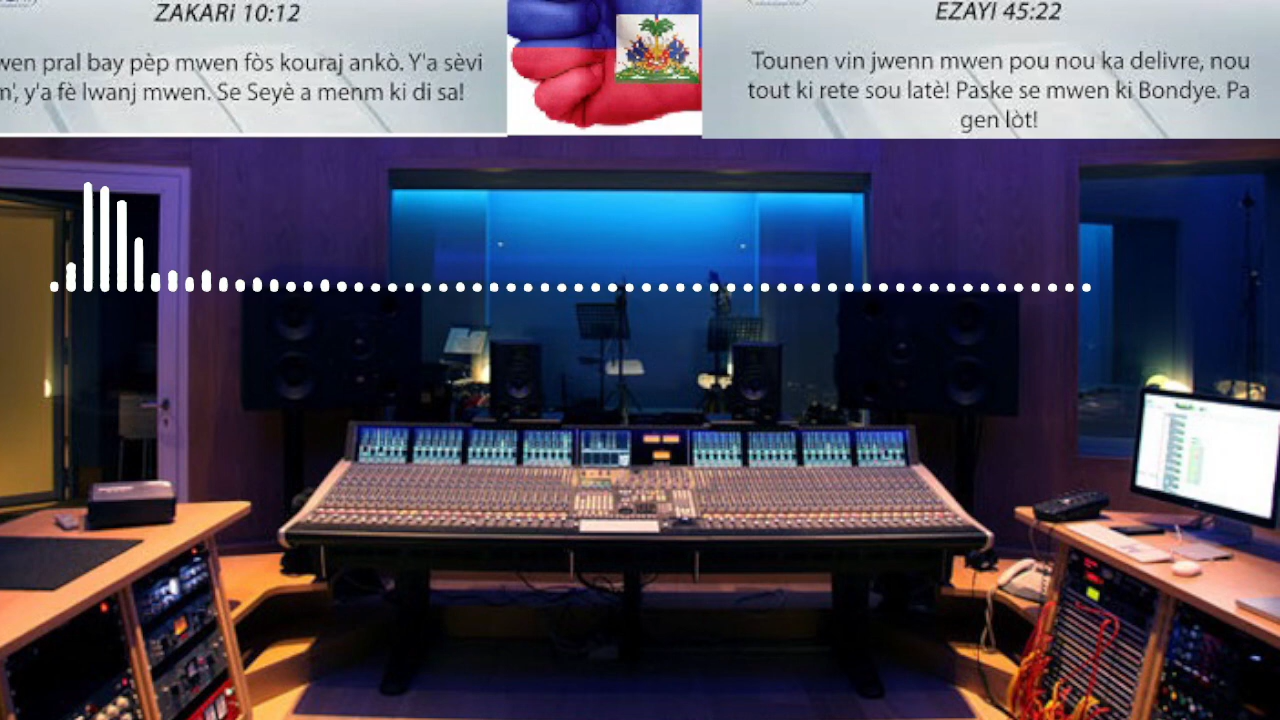 ZAKARi 10:12
wen pral bay pèp mwen fòs kouraj ankò. Y'a sèvi
m', y'a fè lwanj mwen. Se Seyè a menm ki di sa!
EZAYI 45:22
Tounen vin jwenn mwen pou nou ka delivre, nou
tout ki rete sou latè! Paske se mwen ki Bondye. Pa
gen lòt!